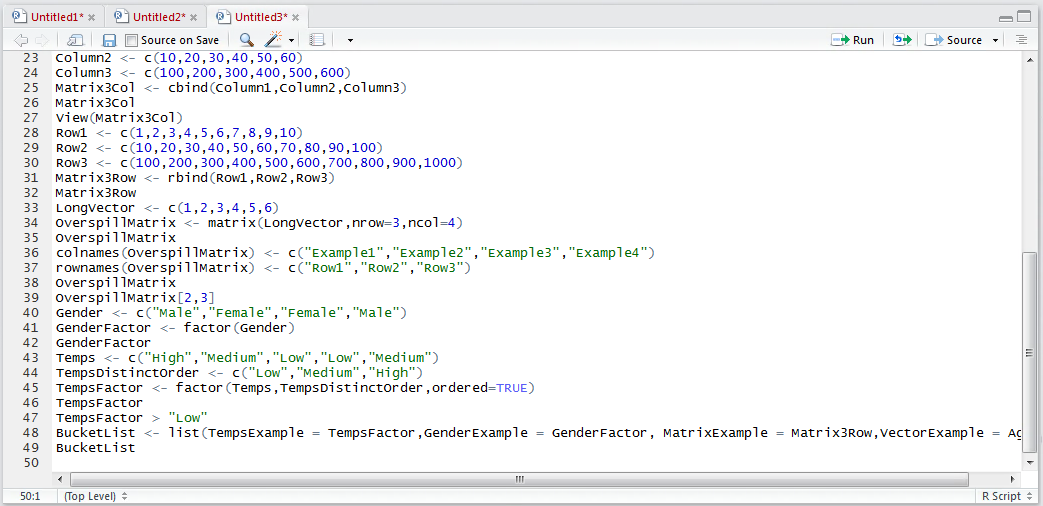 Untitled1* × Untitled2* × Untitled3* ×
Source on Save Run Source
23 Column2 <- c(10,20,30,40,50,60)
24 Column3 <- c(100,200,300,400,500,600)
25 Matrix3Col <- cbind(Column1,Column2,Column3)
26 Matrix3Col
27 View(Matrix3Col)
28 Row1 <- c(1,2,3,4,5,6,7,8,9,10)
29 Row2 <- c(10,20,30,40,50,60,70,80,90,100)
30 Row3 <- c(100,200,300,400,500,600,700,800,900,1000)
31 Matrix3Row <- rbind(Row1,Row2,Row3)
32 Matrix3Row
33 LongVector <- c(1,2,3,4,5,6)
34 OverspillMatrix <- matrix(LongVector,nrow=3,ncol=4)
35 OverspillMatrix
36 colnames(OverspillMatrix) <- c("Example1","Example2","Example3","Example4")
37 rownames(OverspillMatrix) <- c("Row1","Row2","Row3")
38 OverspillMatrix
39 OverspillMatrix[2,3]
40 Gender <- c("Male","Female","Female","Male")
41 GenderFactor <- factor(Gender)
42 GenderFactor
43 Temps <- c("High","Medium","Low","Low","Medium")
44 TempsDistinctOrder <- c("Low","Medium","High")
45 TempsFactor <- factor(Temps,TempsDistinctOrder,ordered=TRUE)
46 TempsFactor
47 TempsFactor > "Low"
48 BucketList <- list(TempsExample = TempsFactor,GenderExample = GenderFactor, MatrixExample = Matrix3Row,VectorExample = Ag
49 BucketList
50
50:1 (Top Level) R Script